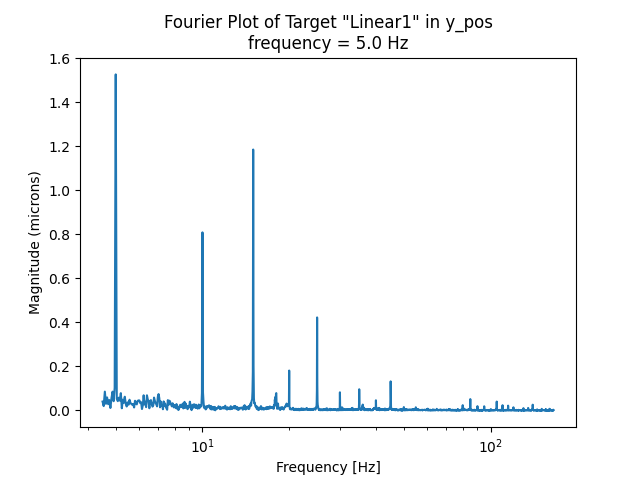 Fourier Plot of Target "Linear1" in y_pos
frequency = 5.0 Hz
1.6
1.4
1.2
1.0
0.8
0.6
0.4
0.2
0.0
Magnitude (microns)
10¹
10²
Frequency [Hz]